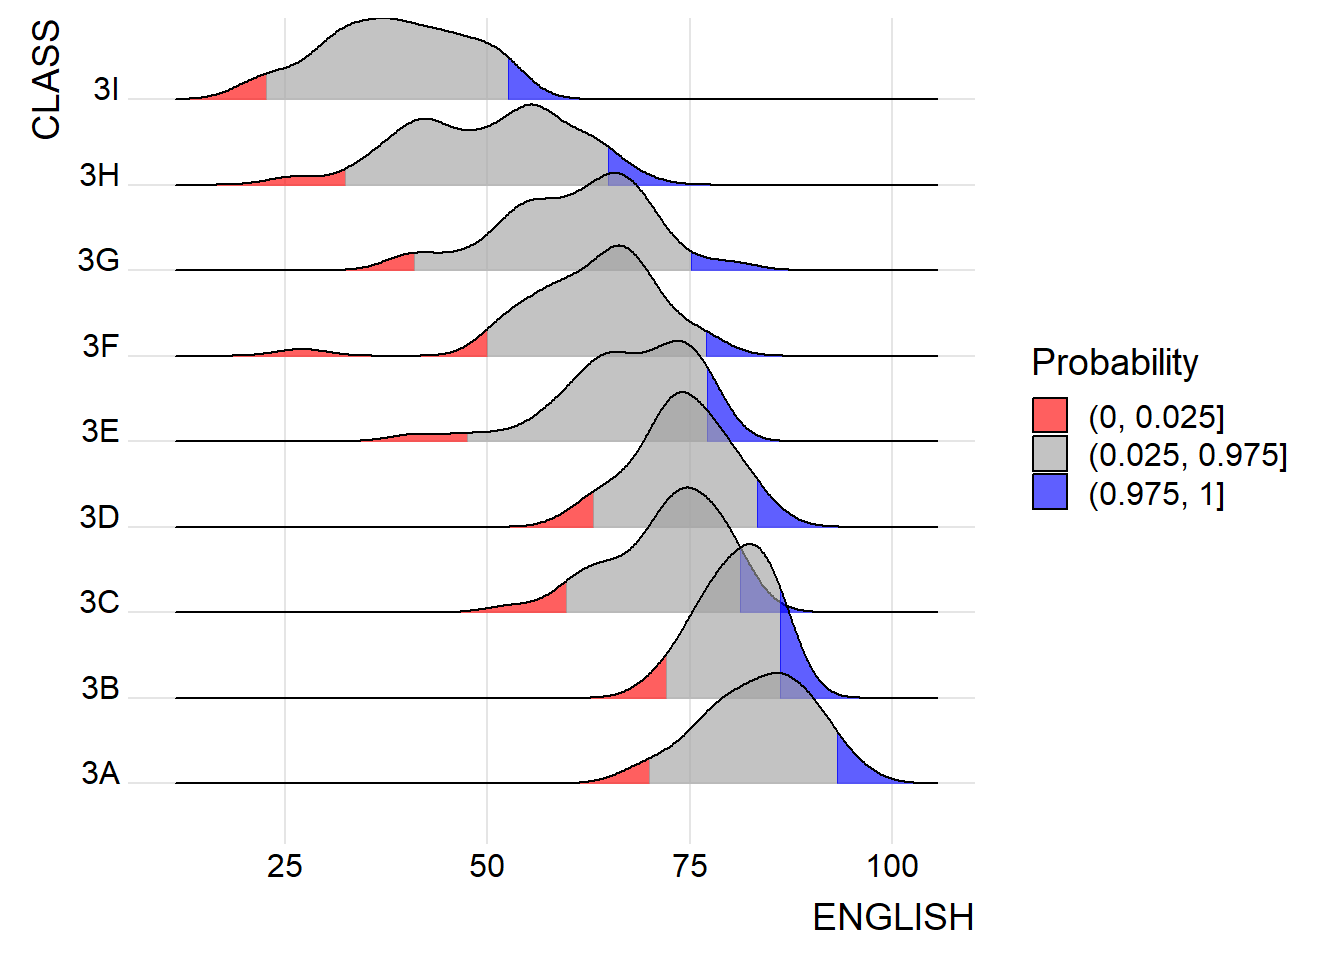 CLASS
3I
3H
3G
3F
3E
3D
3C
3B
3A
25 50 75 100
ENGLISH
Probability
(0, 0.025]
(0.025, 0.975]
(0.975, 1]